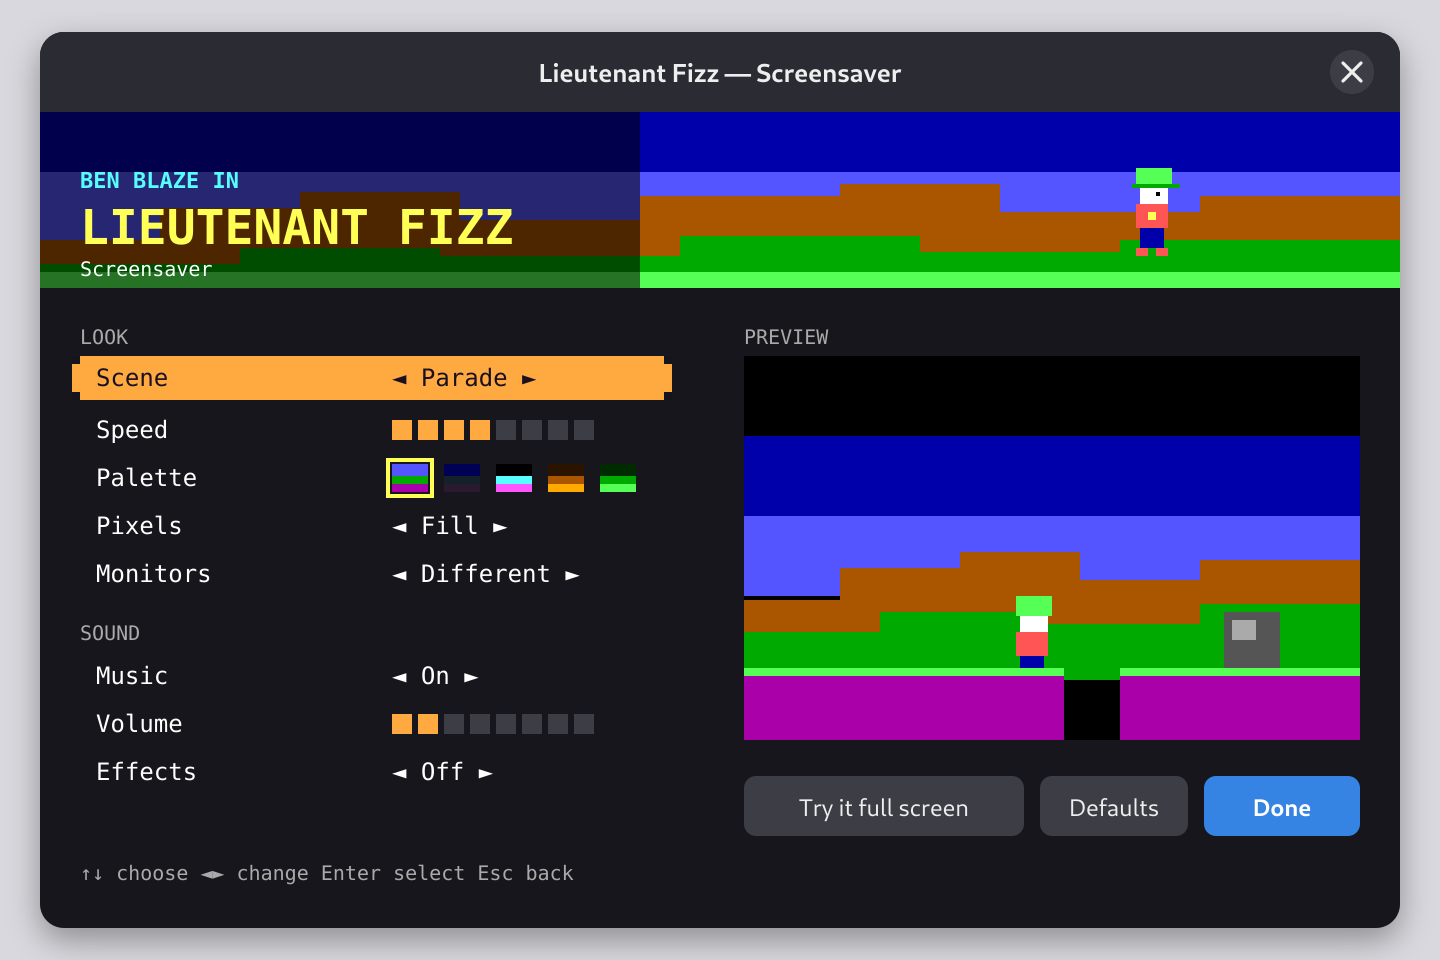 Lieutenant Fizz — Screensaver
BEN BLAZE IN
LIEUTENANT FIZZ
Screensaver
LOOK
Scene ◄ Parade ►
Speed
Palette
Pixels ◄ Fill ►
Monitors ◄ Different ►
SOUND
Music ◄ On ►
Volume
Effects ◄ Off ►
↑↓ choose ◄► change Enter select Esc back
PREVIEW
Try it full screen
Defaults
Done